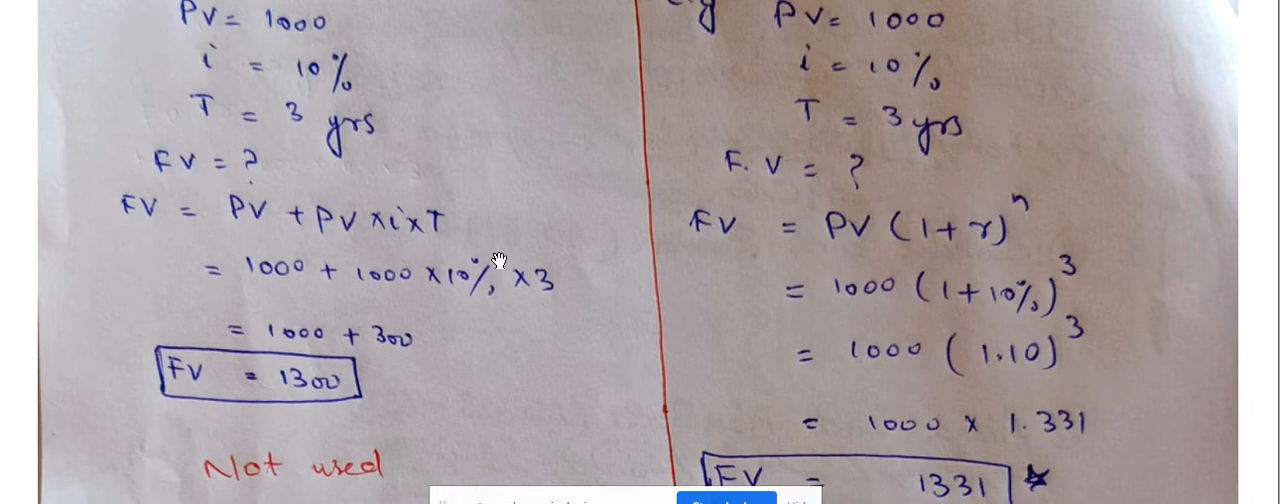 PV = 1000
i = 10%
T = 3 yrs
FV = ?
FV = PV + PV x i x T
= 1000 + 1000 x 10% x 3
= 1000 + 300
FV = 1300
Not used
PV = 1000
i = 10%
T = 3 yrs
F.V = ?
FV = PV (1+r)^n
= 1000 (1+10%)^3
= 1000 (1.10)^3
= 1000 x 1.331
FV = 1331